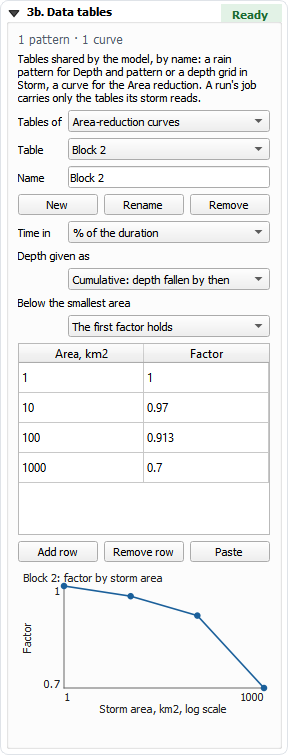 3b. Data tables
Ready
1 pattern · 1 curve
Tables shared by the model, by name: a rain
pattern for Depth and pattern or a depth grid in
Storm, a curve for the Area reduction. A run's job
carries only the tables its storm reads.
Tables of Area-reduction curves
Table Block 2
Name Block 2
New Rename Remove
Time in % of the duration
Depth given as
Cumulative: depth fallen by then
Below the smallest area
The first factor holds
Area, km2 Factor
1 1
10 0.97
100 0.913
1000 0.7
Add row Remove row Paste
Block 2: factor by storm area
1
Factor
0.7
1 1000
Storm area, km2, log scale